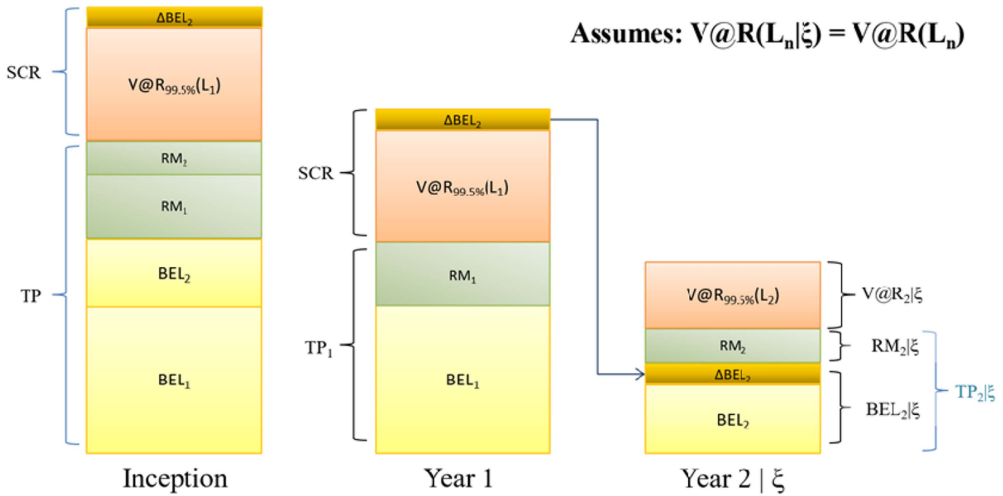 Assumes: V@R(Lₙ|ξ) = V@R(Lₙ)
SCR
ΔBEL₂
V@R₉₉.₅%(L₁)
TP
RM₂
RM₁
BEL₂
BEL₁
Inception
SCR
ΔBEL₂
V@R₉₉.₅%(L₁)
TP₁
RM₁
BEL₁
Year 1
V@R₉₉.₅%(L₂)
V@R₂|ξ
RM₂
RM₂|ξ
ΔBEL₂
BEL₂
BEL₂|ξ
TP₂|ξ
Year 2 | ξ